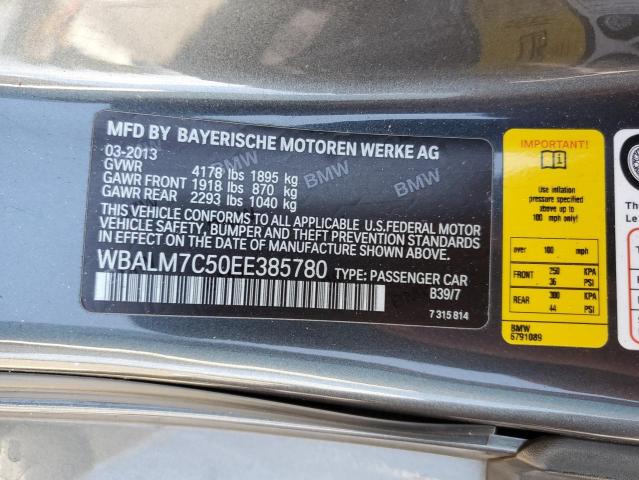 MFD BY BAYERISCHE MOTOREN WERKE AG
03-2013
GVWR 4178 lbs 1895 kg
GAWR FRONT 1918 lbs 870 kg
GAWR REAR 2293 lbs 1040 kg
THIS VEHICLE CONFORMS TO ALL APPLICABLE U.S.FEDERAL MOTOR
VEHICLE SAFETY, BUMPER AND THEFT PREVENTION STANDARDS
IN EFFECT ON THE DATE OF MANUFACTURE SHOWN ABOVE.
WBALM7C50EE385780 TYPE: PASSENGER CAR
B39/7
7 315 814
BMW
BMW
BMW
BMW
IMPORTANT!
Use inflation
pressure specified
above up to
100 mph only!
over 100 mph
FRONT 250 KPA
36 PSI
REAR 300 KPA
44 PSI
BMW
6791089